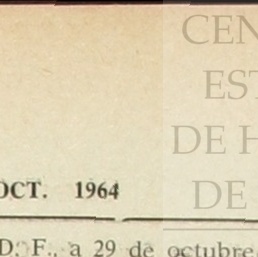 CEN
EST
DE H
DE
OCT. 1964
D. F., a 29 de octubre